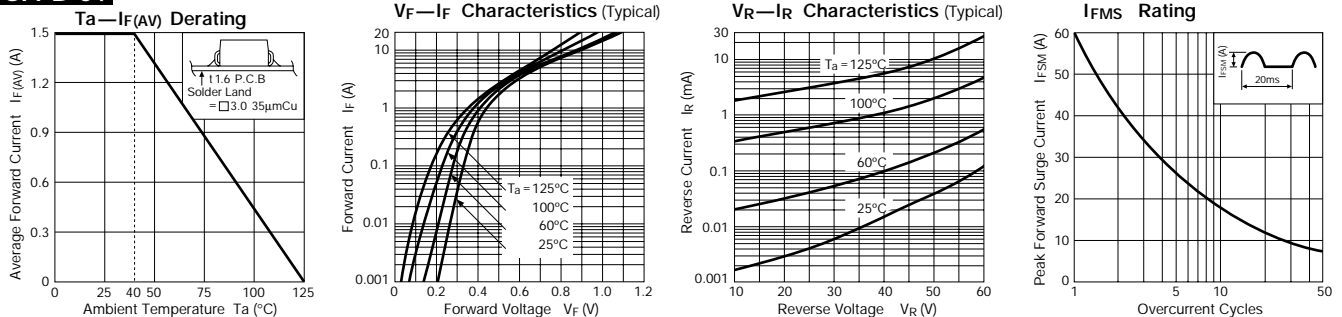 Ta—IF(AV) Derating
Average Forward Current IF(AV) (A)
1.5
1.2
0.9
0.6
0.3
0
t1.6 P.C.B
Solder Land
= □3.0 35µmCu
0 25 40 50 75 100 125
Ambient Temperature Ta (°C)
VF—IF Characteristics (Typical)
Forward Current IF (A)
20
10
1
0.1
0.01
0.001
Ta = 125°C
100°C
60°C
25°C
0 0.2 0.4 0.6 0.8 1.0 1.2
Forward Voltage VF (V)
VR—IR Characteristics (Typical)
Reverse Current IR (mA)
30
10
1
0.1
0.01
0.001
Ta = 125°C
100°C
60°C
25°C
10 20 30 40 50 60
Reverse Voltage VR (V)
IFMS Rating
Peak Forward Surge Current IFSM (A)
60
50
40
30
20
10
0
IFSM (A)
20ms
1 5 10 50
Overcurrent Cycles